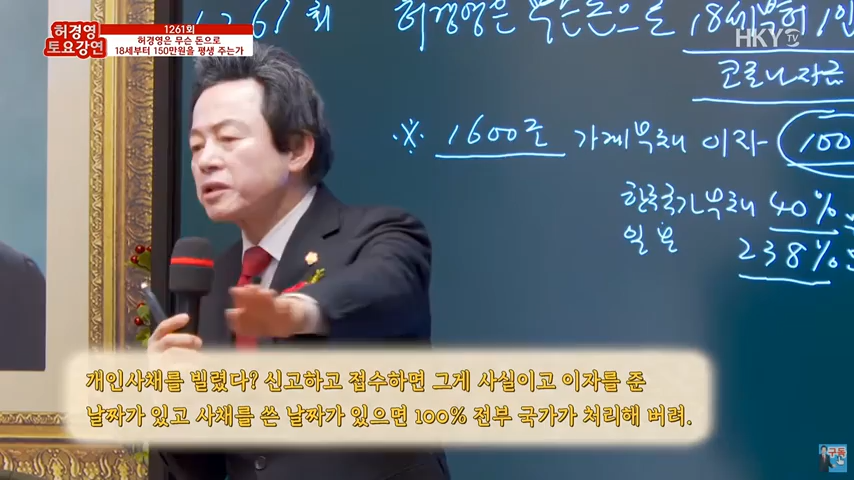 허경영
토요강연
1261회
허경영은 무슨 돈으로
18세부터 150만원을 평생 주는가
1261회
허경영은 무슨돈으로 18세부터 1인
HKY TV
코로나자금
※ 1600조 가계부채 이자 100
한국국가부채 40%
일본 238%
개인사채를 빌렸다? 신고하고 접수하면 그게 사실이고 이자를 준
날짜가 있고 사채를 쓴 날짜가 있으면 100% 전부 국가가 처리해 버려.
구독